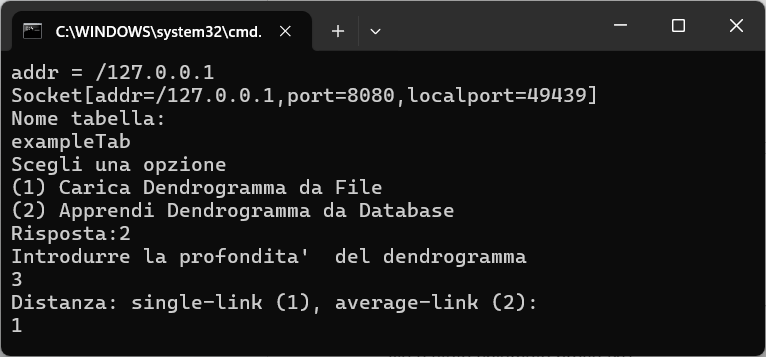 C:\WINDOWS\system32\cmd.
addr = /127.0.0.1
Socket[addr=/127.0.0.1,port=8080,localport=49439]
Nome tabella:
exampleTab
Scegli una opzione
(1) Carica Dendrogramma da File
(2) Apprendi Dendrogramma da Database
Risposta:2
Introdurre la profondita'  del dendrogramma
3
Distanza: single-link (1), average-link (2):
1